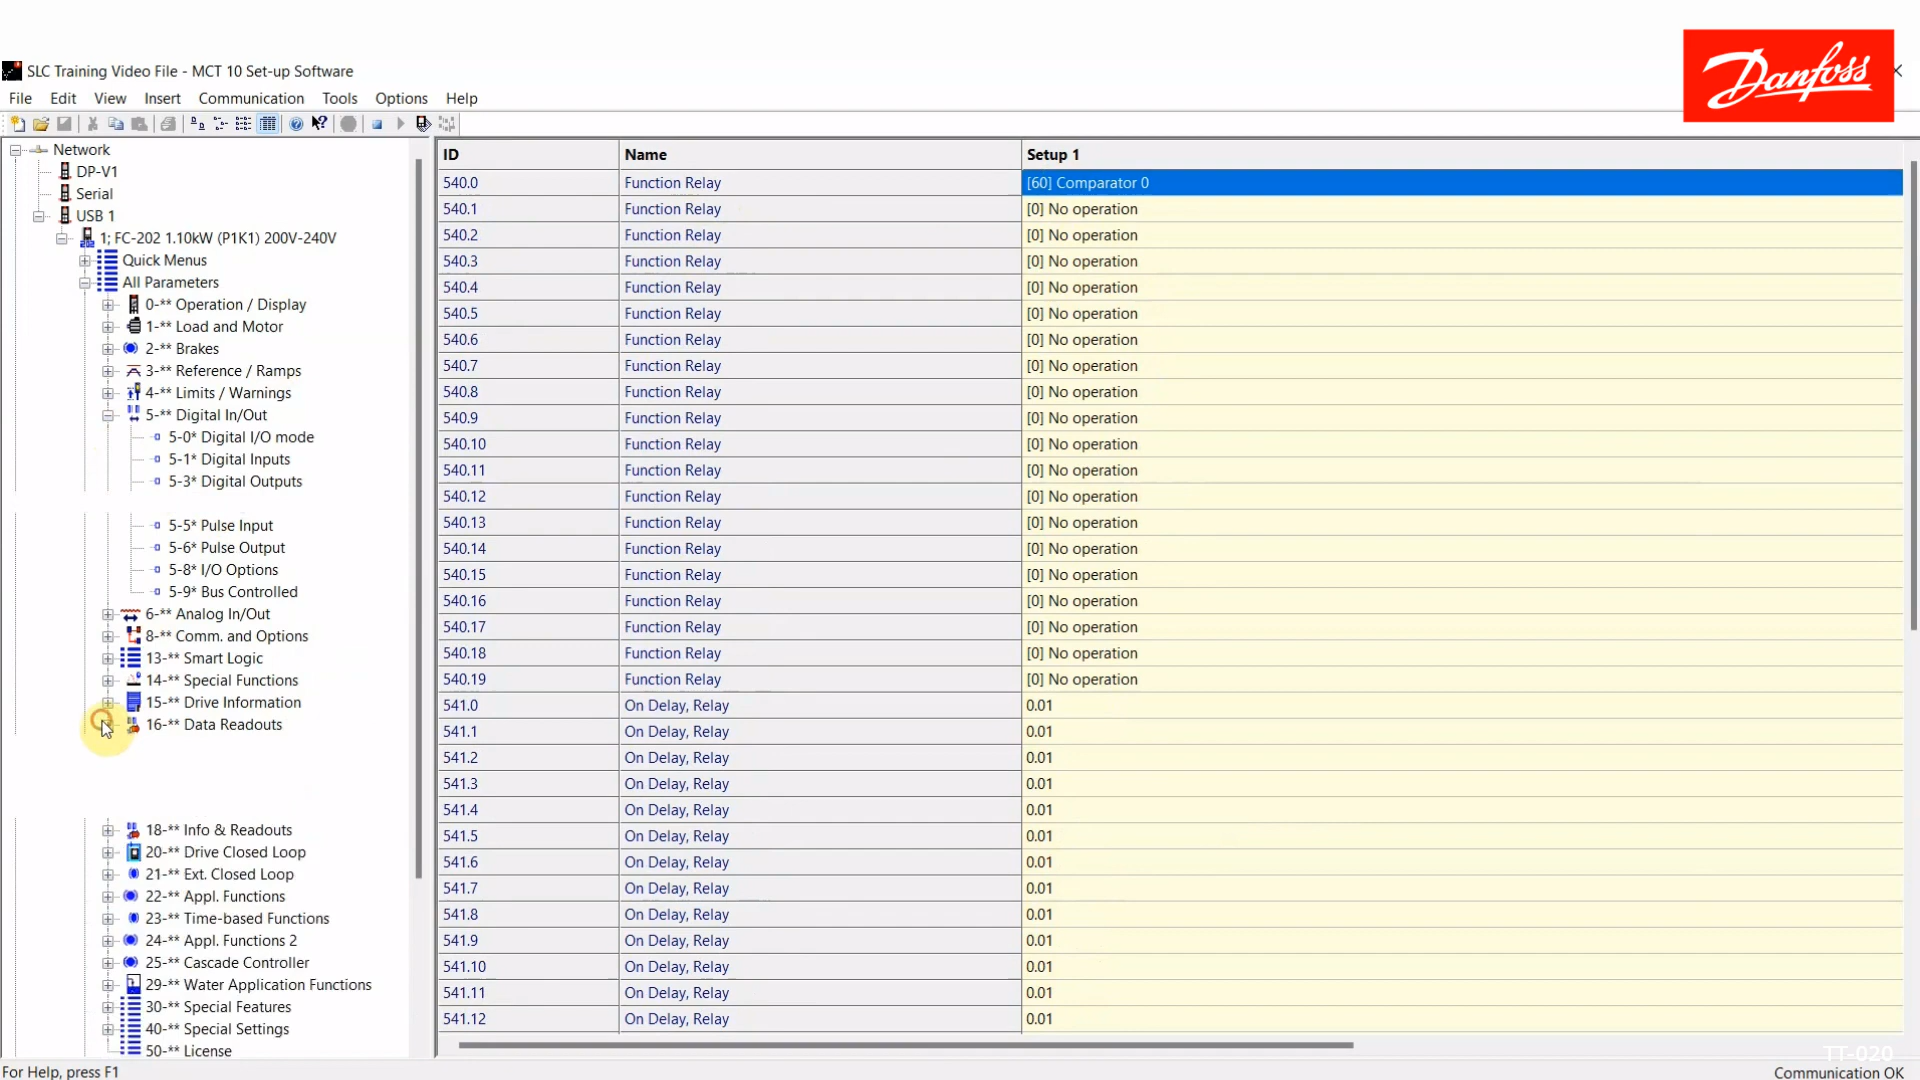 Danfoss
SLC Training Video File - MCT 10 Set-up Software
File Edit View Insert Communication Tools Options Help
Network
DP-V1
Serial
USB 1
1; FC-202 1.10kW (P1K1) 200V-240V
Quick Menus
All Parameters
0-** Operation / Display
1-** Load and Motor
2-** Brakes
3-** Reference / Ramps
4-** Limits / Warnings
5-** Digital In/Out
5-0* Digital I/O mode
5-1* Digital Inputs
5-3* Digital Outputs
5-5* Pulse Input
5-6* Pulse Output
5-8* I/O Options
5-9* Bus Controlled
6-** Analog In/Out
8-** Comm. and Options
13-** Smart Logic
14-** Special Functions
15-** Drive Information
16-** Data Readouts
18-** Info & Readouts
20-** Drive Closed Loop
21-** Ext. Closed Loop
22-** Appl. Functions
23-** Time-based Functions
24-** Appl. Functions 2
25-** Cascade Controller
29-** Water Application Functions
30-** Special Features
40-** Special Settings
50-** License
ID Name Setup 1
540.0 Function Relay [60] Comparator 0
540.1 Function Relay [0] No operation
540.2 Function Relay [0] No operation
540.3 Function Relay [0] No operation
540.4 Function Relay [0] No operation
540.5 Function Relay [0] No operation
540.6 Function Relay [0] No operation
540.7 Function Relay [0] No operation
540.8 Function Relay [0] No operation
540.9 Function Relay [0] No operation
540.10 Function Relay [0] No operation
540.11 Function Relay [0] No operation
540.12 Function Relay [0] No operation
540.13 Function Relay [0] No operation
540.14 Function Relay [0] No operation
540.15 Function Relay [0] No operation
540.16 Function Relay [0] No operation
540.17 Function Relay [0] No operation
540.18 Function Relay [0] No operation
540.19 Function Relay [0] No operation
541.0 On Delay, Relay 0.01
541.1 On Delay, Relay 0.01
541.2 On Delay, Relay 0.01
541.3 On Delay, Relay 0.01
541.4 On Delay, Relay 0.01
541.5 On Delay, Relay 0.01
541.6 On Delay, Relay 0.01
541.7 On Delay, Relay 0.01
541.8 On Delay, Relay 0.01
541.9 On Delay, Relay 0.01
541.10 On Delay, Relay 0.01
541.11 On Delay, Relay 0.01
541.12 On Delay, Relay 0.01
TT-020
For Help, press F1
Communication OK